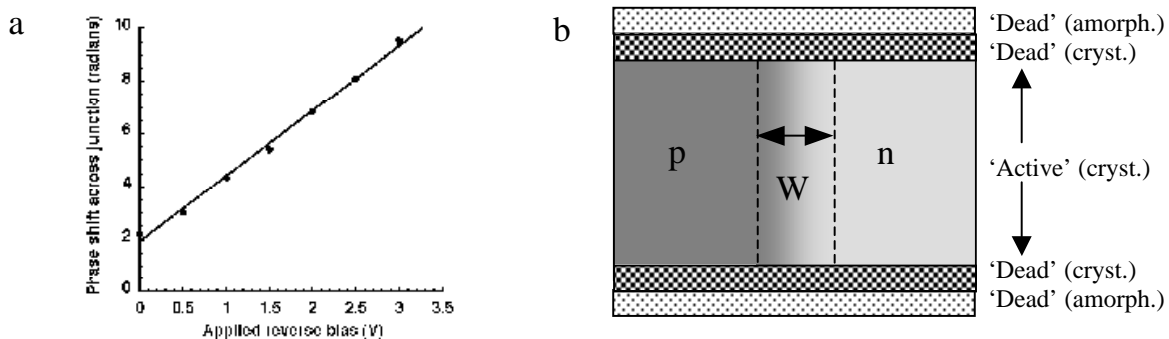 a
Phase shift across junction (radians)
10
8
6
4
2
0
0
0.5
1
1.5
2
2.5
3
3.5
Applied reverse bias (V)
b
'Dead' (amorph.)
'Dead' (cryst.)
p
W
n
'Active' (cryst.)
'Dead' (cryst.)
'Dead' (amorph.)